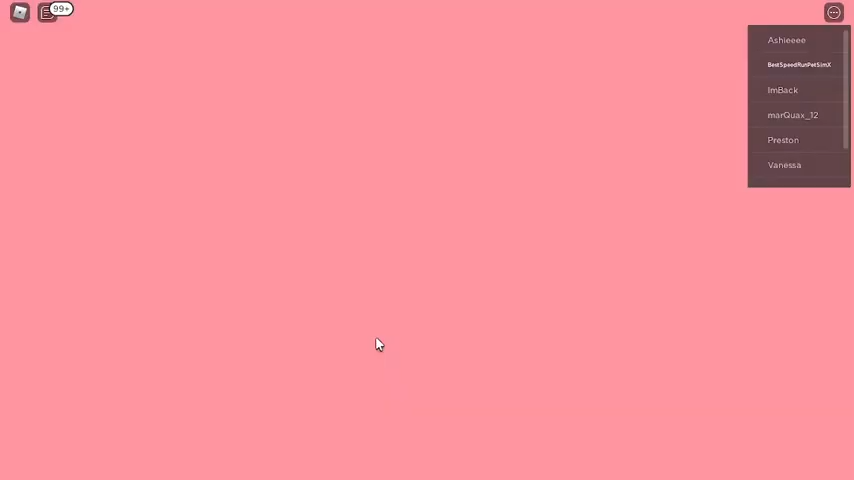 99+
Ashieeee
BestSpeedRunPetSimX
ImBack
marQuax_12
Preston
Vanessa